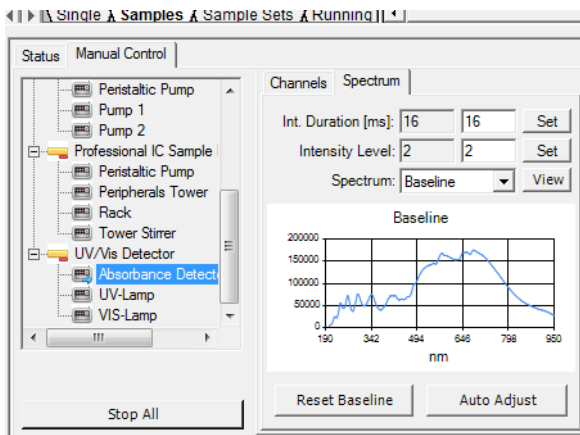 Single Samples Sample Sets Running
Status Manual Control
Peristaltic Pump
Pump 1
Pump 2
Professional IC Sample
Peristaltic Pump
Peripherals Tower
Rack
Tower Stirrer
UV/Vis Detector
Absorbance Detect
UV-Lamp
VIS-Lamp
Stop All
Channels Spectrum
Int. Duration [ms]: 16 16 Set
Intensity Level: 2 2 Set
Spectrum: Baseline View
Baseline
200000
150000
100000
50000
0
190 342 494 646 798 950
nm
Reset Baseline Auto Adjust